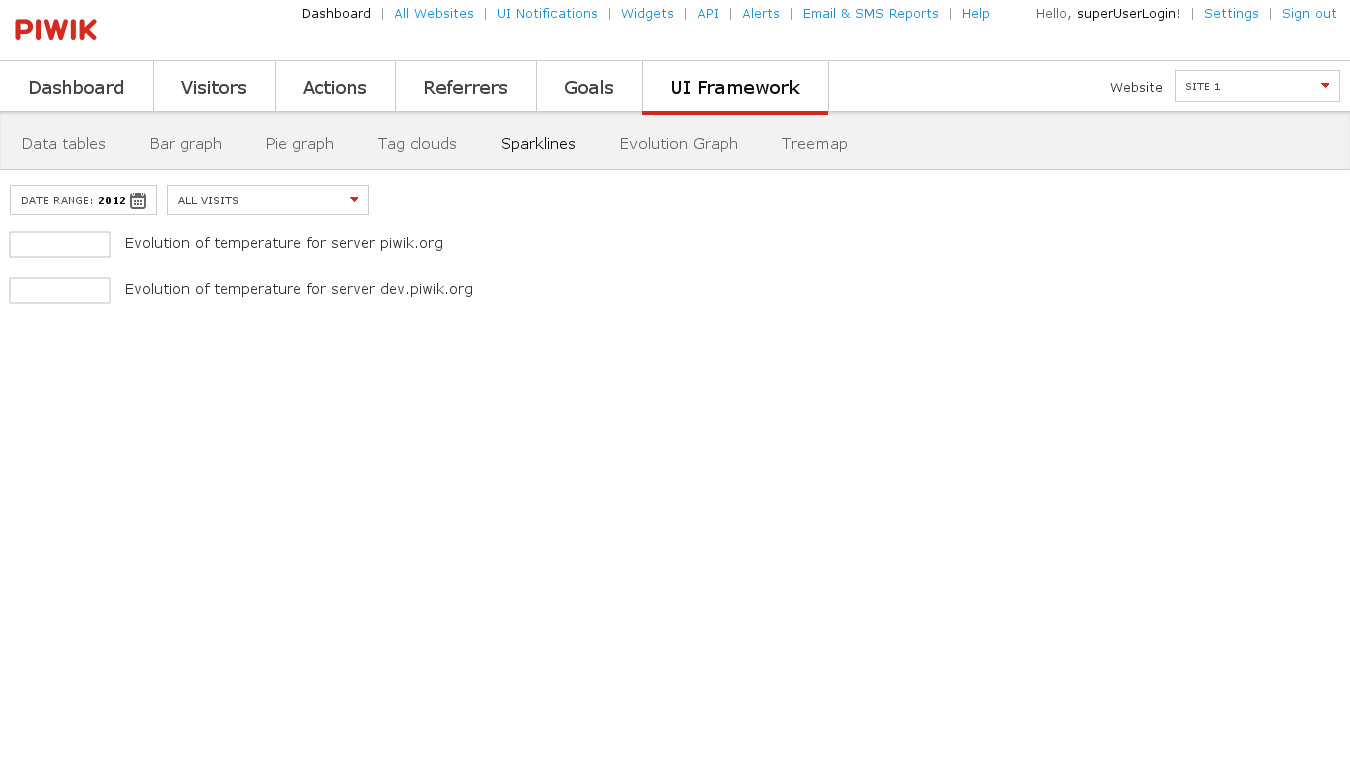 PIWIK
Dashboard | All Websites | UI Notifications | Widgets | API | Alerts | Email & SMS Reports | Help
Hello, superUserLogin! | Settings | Sign out
Dashboard Visitors Actions Referrers Goals UI Framework
Website SITE 1
Data tables Bar graph Pie graph Tag clouds Sparklines Evolution Graph Treemap
DATE RANGE: 2012 ALL VISITS
Evolution of temperature for server piwik.org
Evolution of temperature for server dev.piwik.org